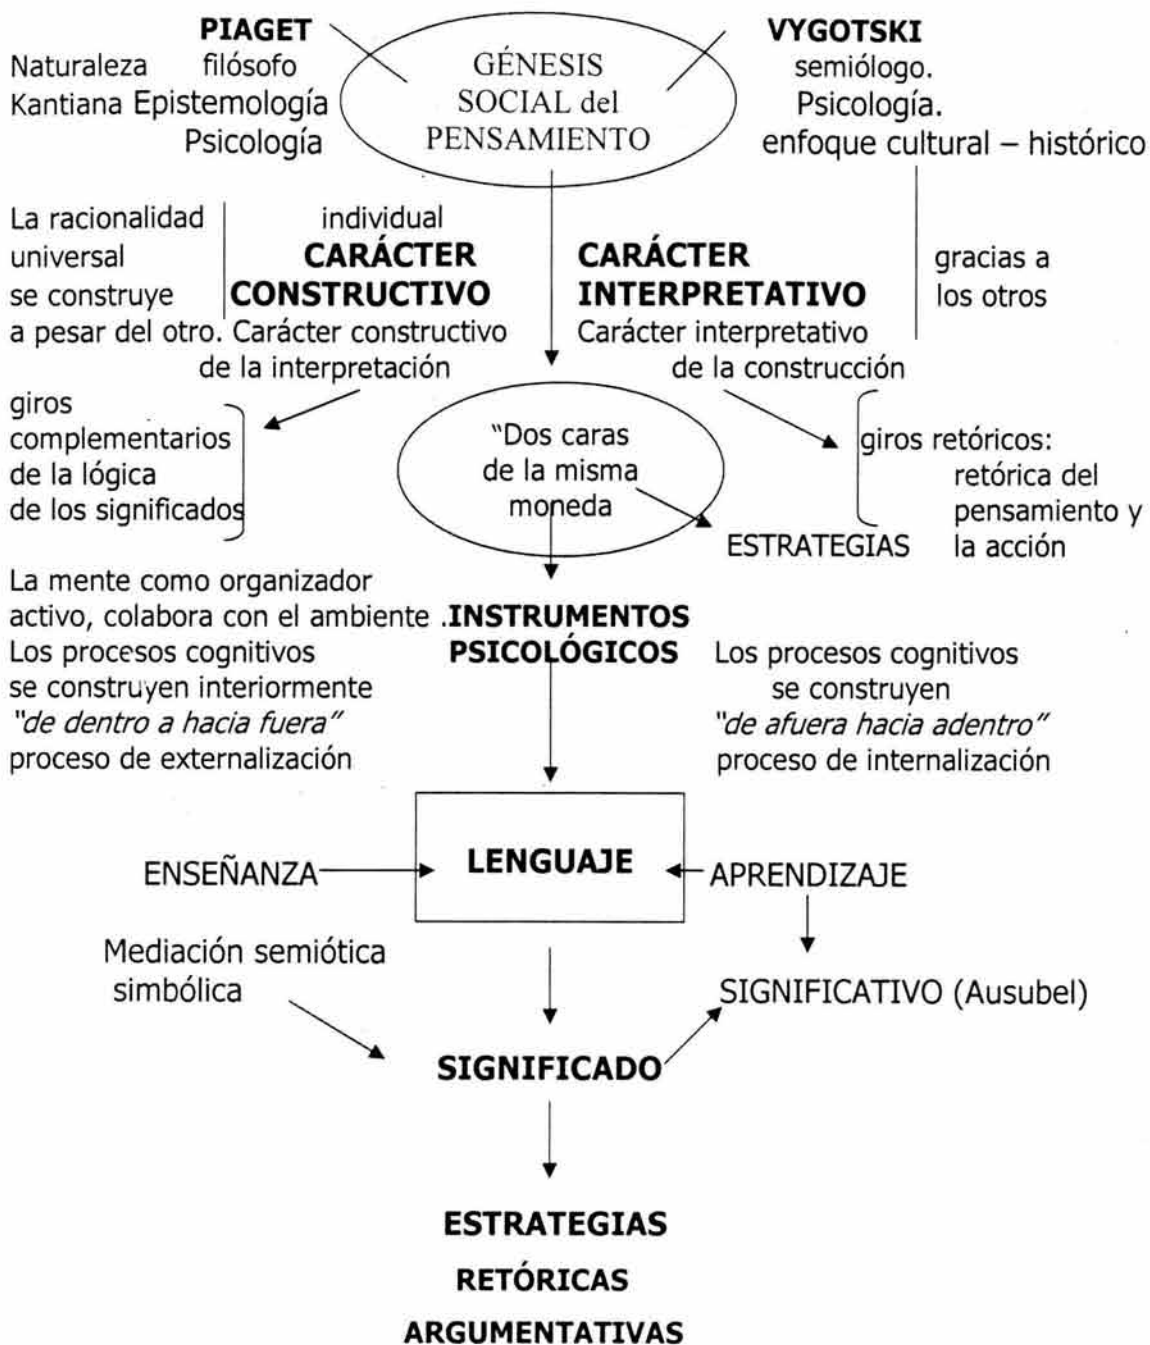 PIAGET
Naturaleza filósofo
Kantiana Epistemología
Psicología
GÉNESIS
SOCIAL del
PENSAMIENTO
VYGOTSKI
semiólogo.
Psicología.
enfoque cultural – histórico
La racionalidad
universal
se construye
a pesar del otro.
individual
CARÁCTER
CONSTRUCTIVO
Carácter constructivo
de la interpretación
CARÁCTER
INTERPRETATIVO
Carácter interpretativo
de la construcción
gracias a
los otros
giros
complementarios
de la lógica
de los significados
"Dos caras
de la misma
moneda
giros retóricos:
retórica del
pensamiento y
la acción
ESTRATEGIAS
La mente como organizador
activo, colabora con el ambiente .
Los procesos cognitivos
se construyen interiormente
"de dentro a hacia fuera"
proceso de externalización
INSTRUMENTOS
PSICOLÓGICOS
Los procesos cognitivos
se construyen
"de afuera hacia adentro"
proceso de internalización
ENSEÑANZA
LENGUAJE
APRENDIZAJE
Mediación semiótica
simbólica
SIGNIFICATIVO (Ausubel)
SIGNIFICADO
ESTRATEGIAS
RETÓRICAS
ARGUMENTATIVAS